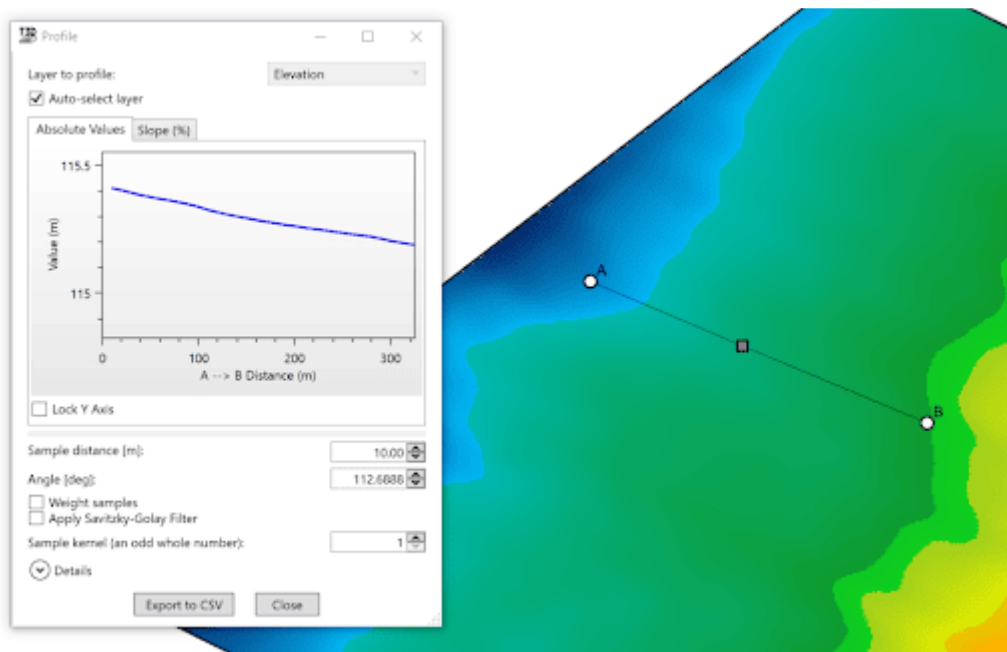 T3D
Profile
Layer to profile:
Elevation
Auto-select layer
Absolute Values
Slope (%)
115.5
115
Value (m)
0
100
200
300
A --> B Distance (m)
Lock Y Axis
Sample distance [m]:
10.00
Angle [deg]:
112.6888
Weight samples
Apply Savitzky-Golay Filter
Sample kernel (an odd whole number):
1
Details
Export to CSV
Close
A
B